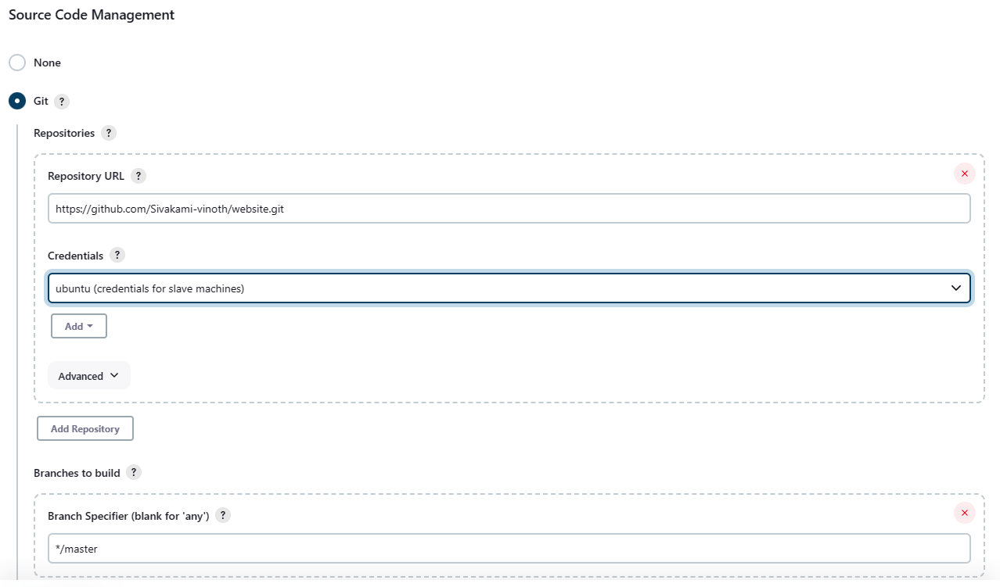 Source Code Management
None
Git ?
Repositories ?
Repository URL ?
https://github.com/Sivakami-vinoth/website.git
Credentials ?
ubuntu (credentials for slave machines)
Add
Advanced
Add Repository
Branches to build ?
Branch Specifier (blank for 'any') ?
*/master